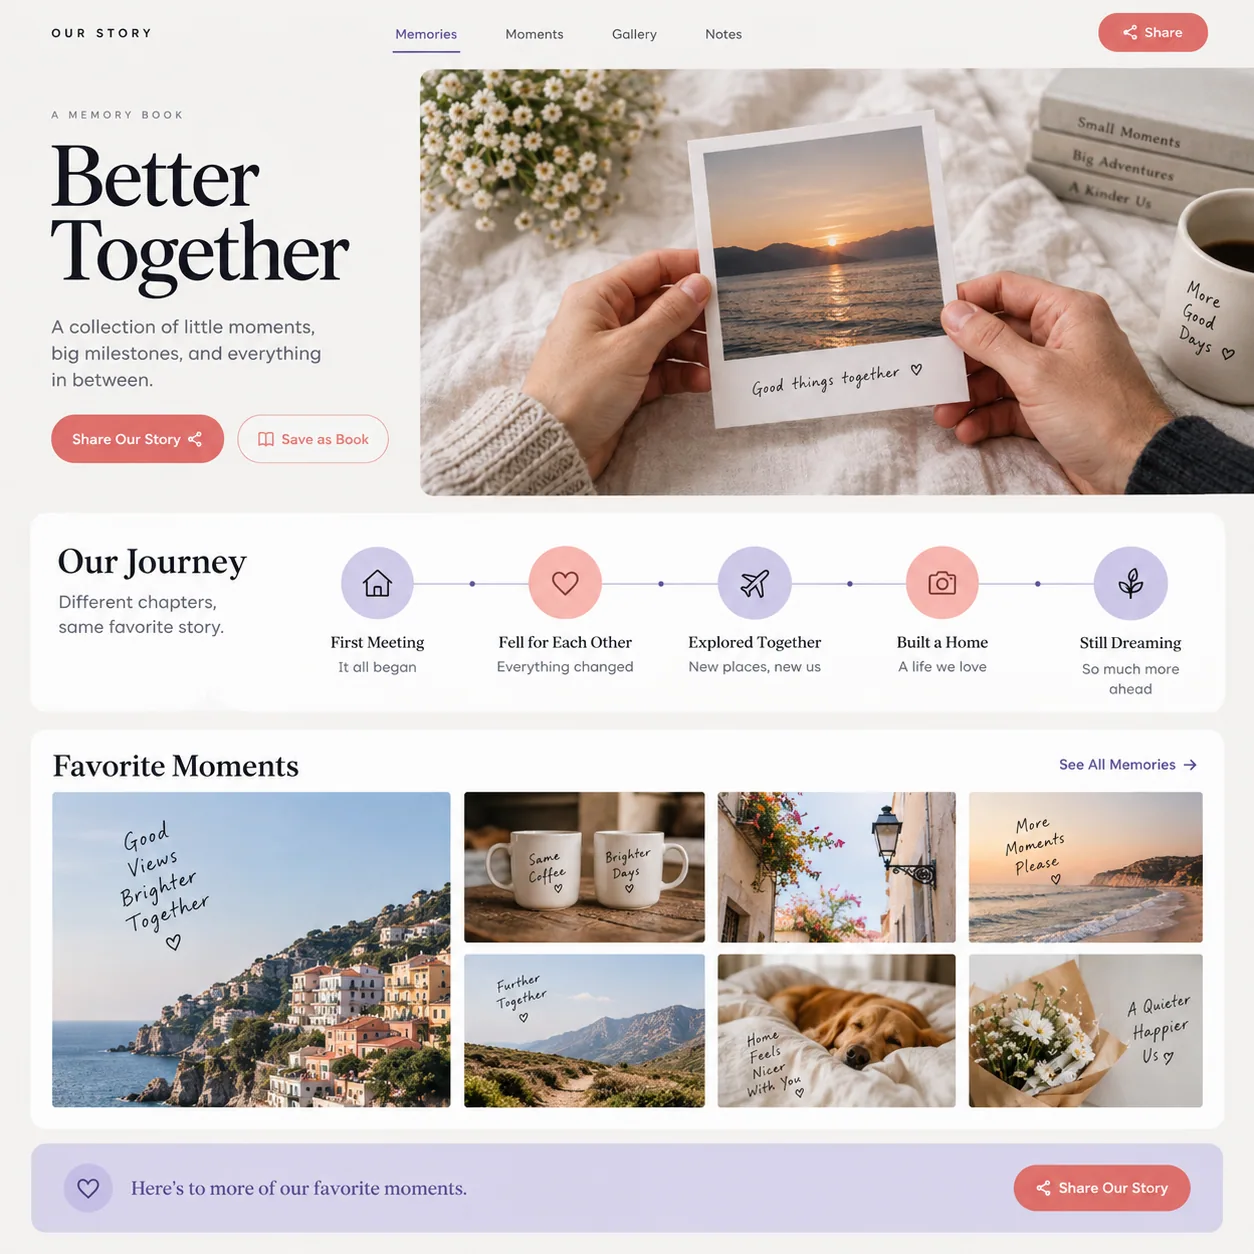 OUR STORY
Memories
Moments
Gallery
Notes
Share
A MEMORY BOOK
Better
Together
A collection of little moments,
big milestones, and everything
in between.
Share Our Story
Save as Book
Small Moments
Big Adventures
A Kinder Us
More
Good
Days
Good things together
Our Journey
Different chapters,
same favorite story.
First Meeting
It all began
Fell for Each Other
Everything changed
Explored Together
New places, new us
Built a Home
A life we love
Still Dreaming
So much more
ahead
Favorite Moments
See All Memories
Good
Views
Brighter
Together
Same
Coffee
Brighter
Days
More
Moments
Please
Further
Together
Home
Feels
Nicer
With You
A Quieter
Happier
Us
Here's to more of our favorite moments.
Share Our Story